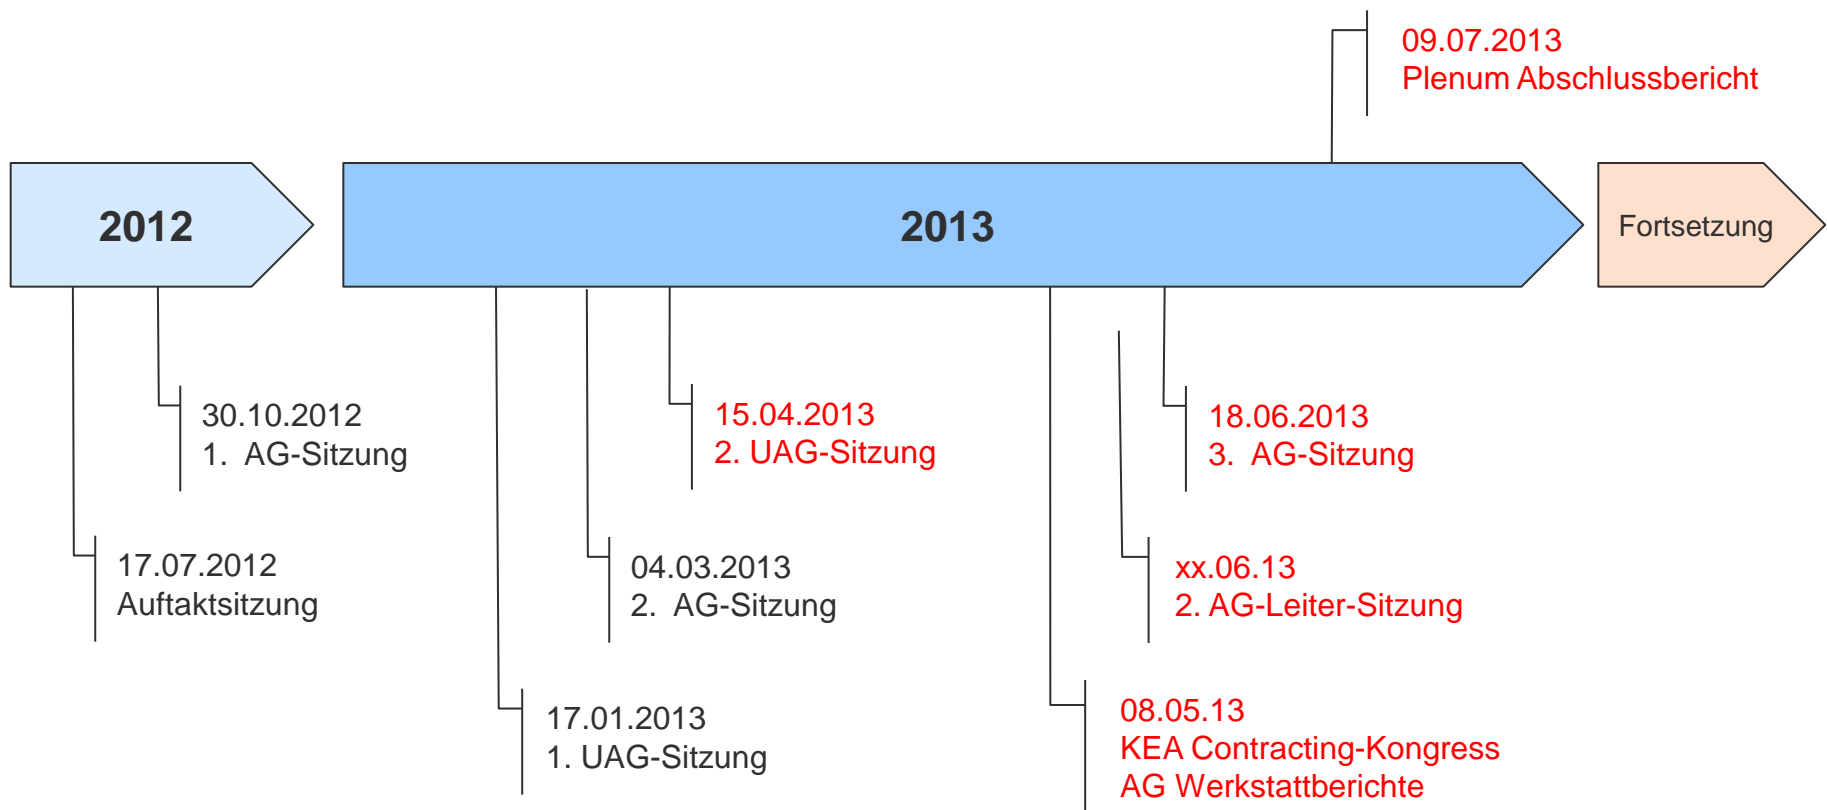 09.07.2013
Plenum Abschlussbericht
2012
2013
Fortsetzung
30.10.2012
1.  AG-Sitzung
15.04.2013
2. UAG-Sitzung
18.06.2013
3.  AG-Sitzung
17.07.2012
Auftaktsitzung
04.03.2013
2.  AG-Sitzung
xx.06.13
2. AG-Leiter-Sitzung
17.01.2013
1. UAG-Sitzung
08.05.13
KEA Contracting-Kongress
AG Werkstattberichte